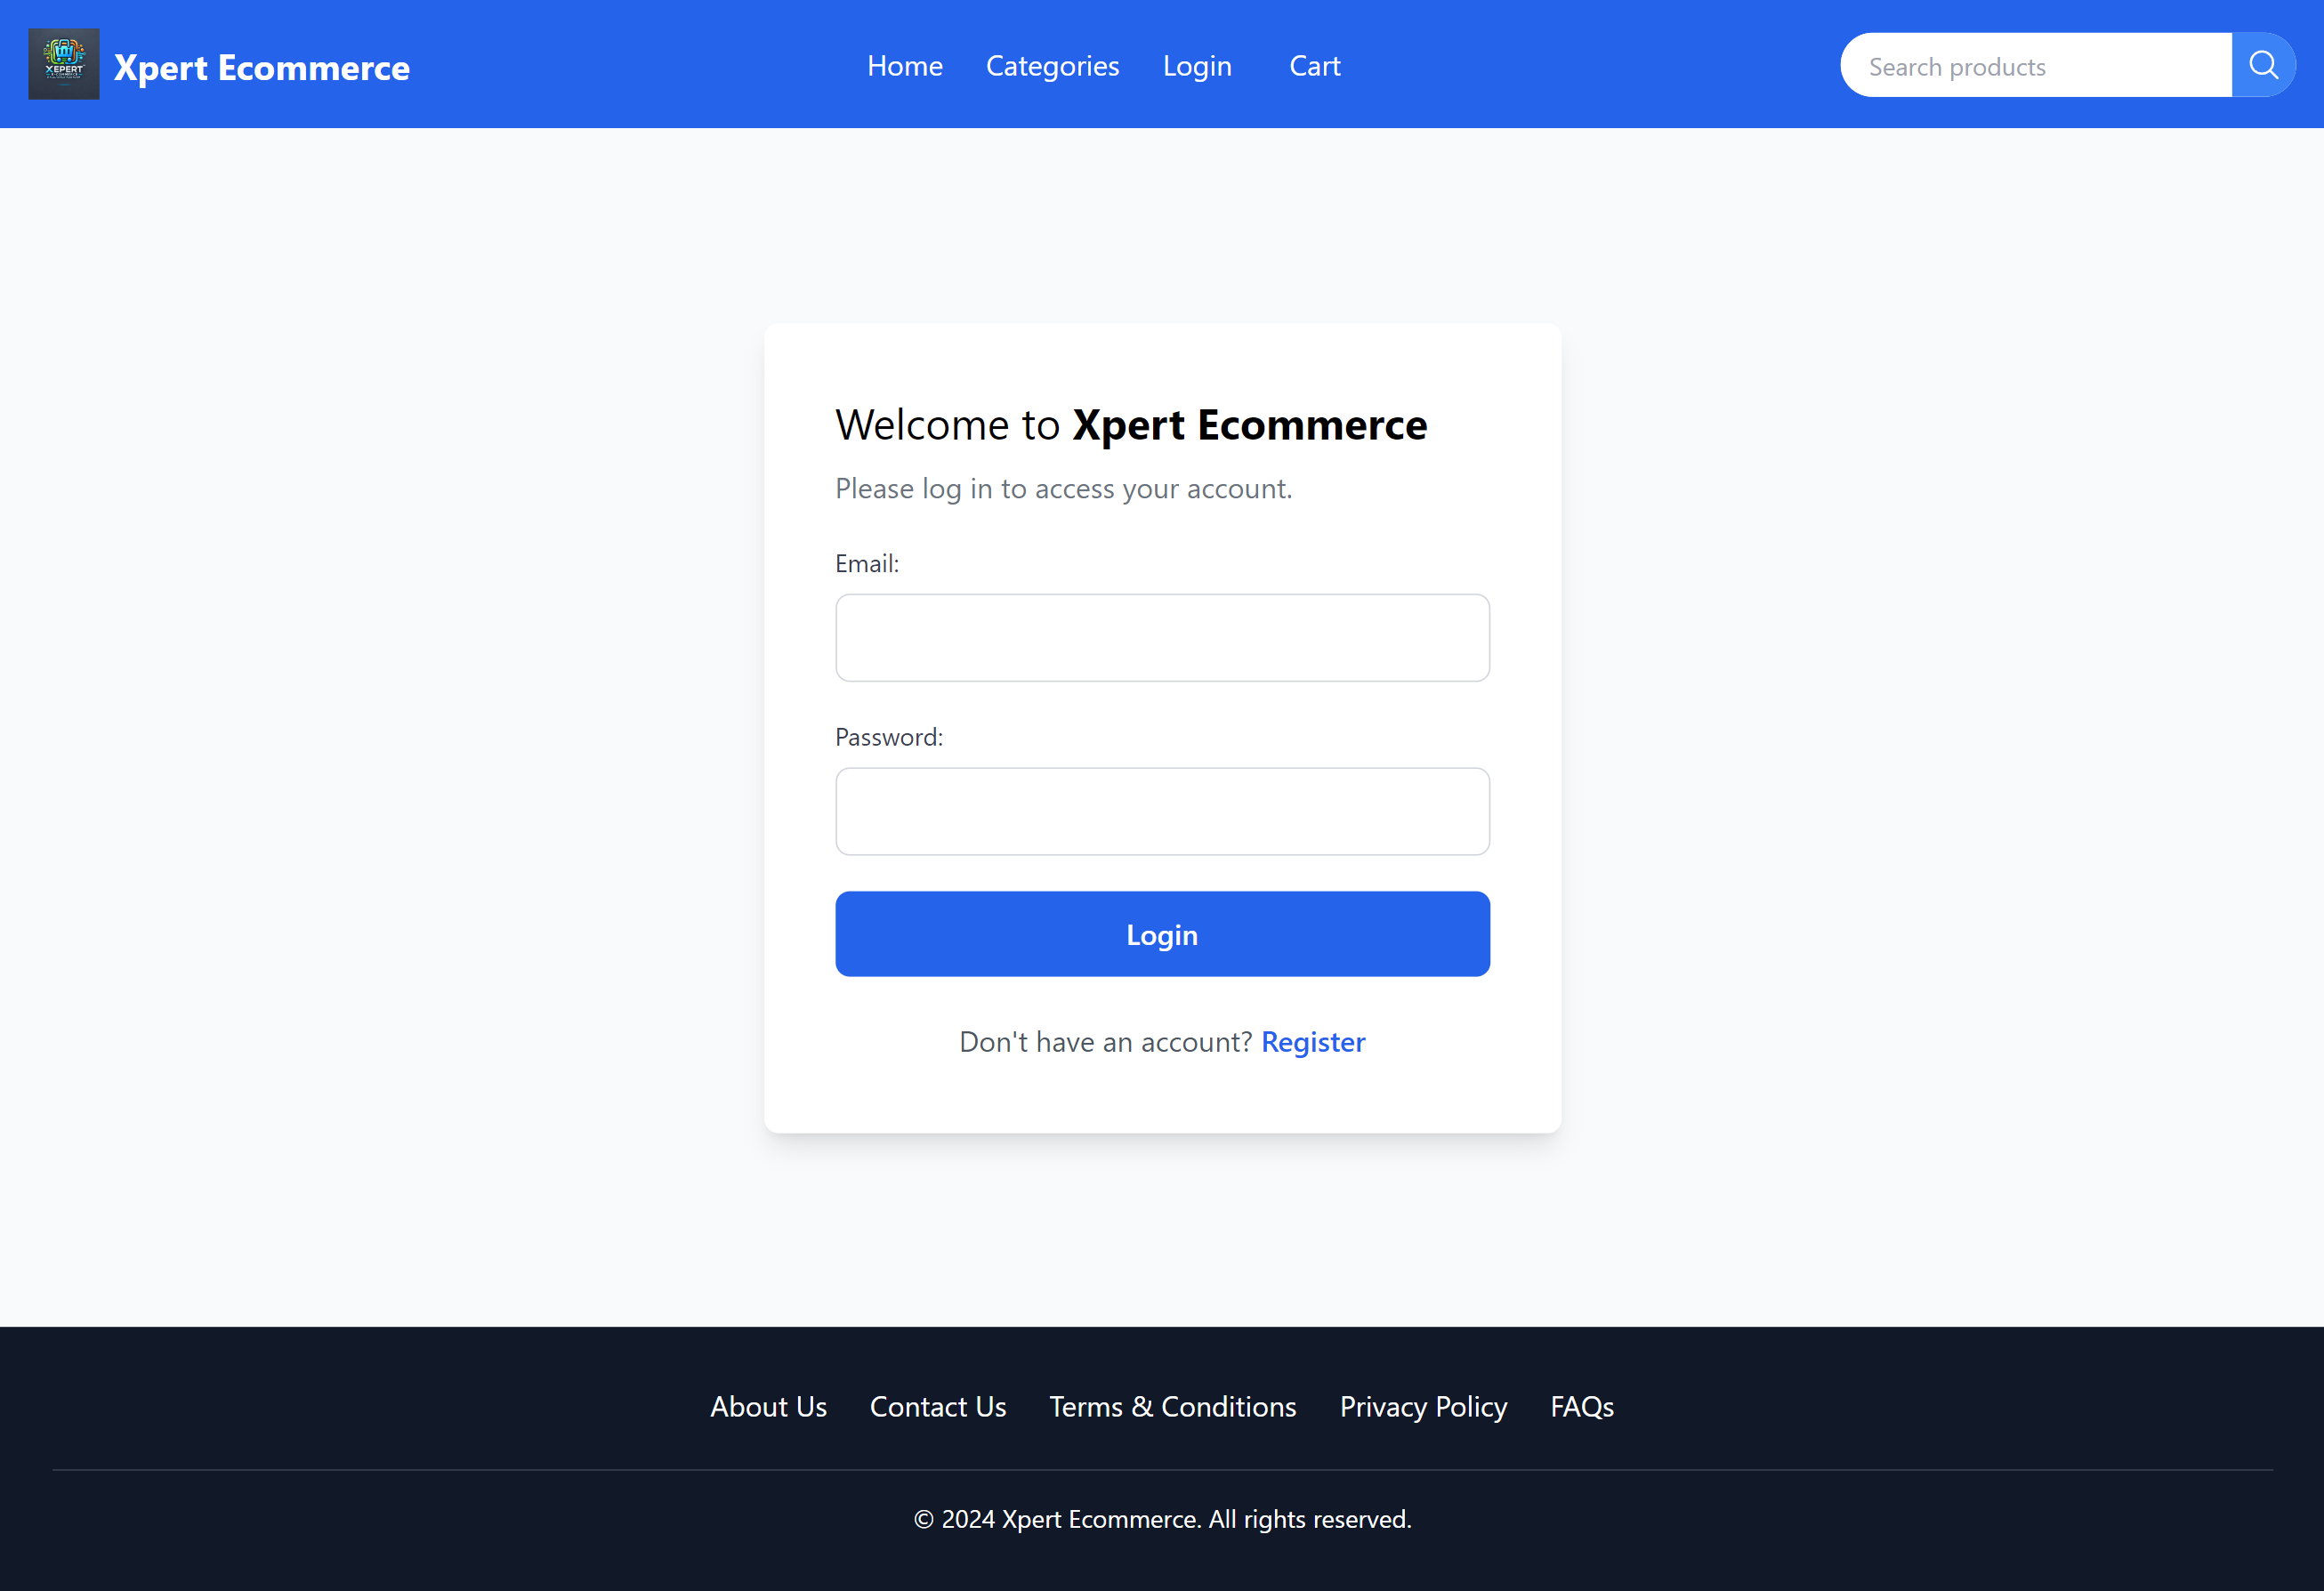 XEPERT
Xpert Ecommerce
Home
Categories
Login
Cart
Search products
Welcome to Xpert Ecommerce
Please log in to access your account.
Email:
Password:
Login
Don't have an account? Register
About Us
Contact Us
Terms & Conditions
Privacy Policy
FAQs
© 2024 Xpert Ecommerce. All rights reserved.